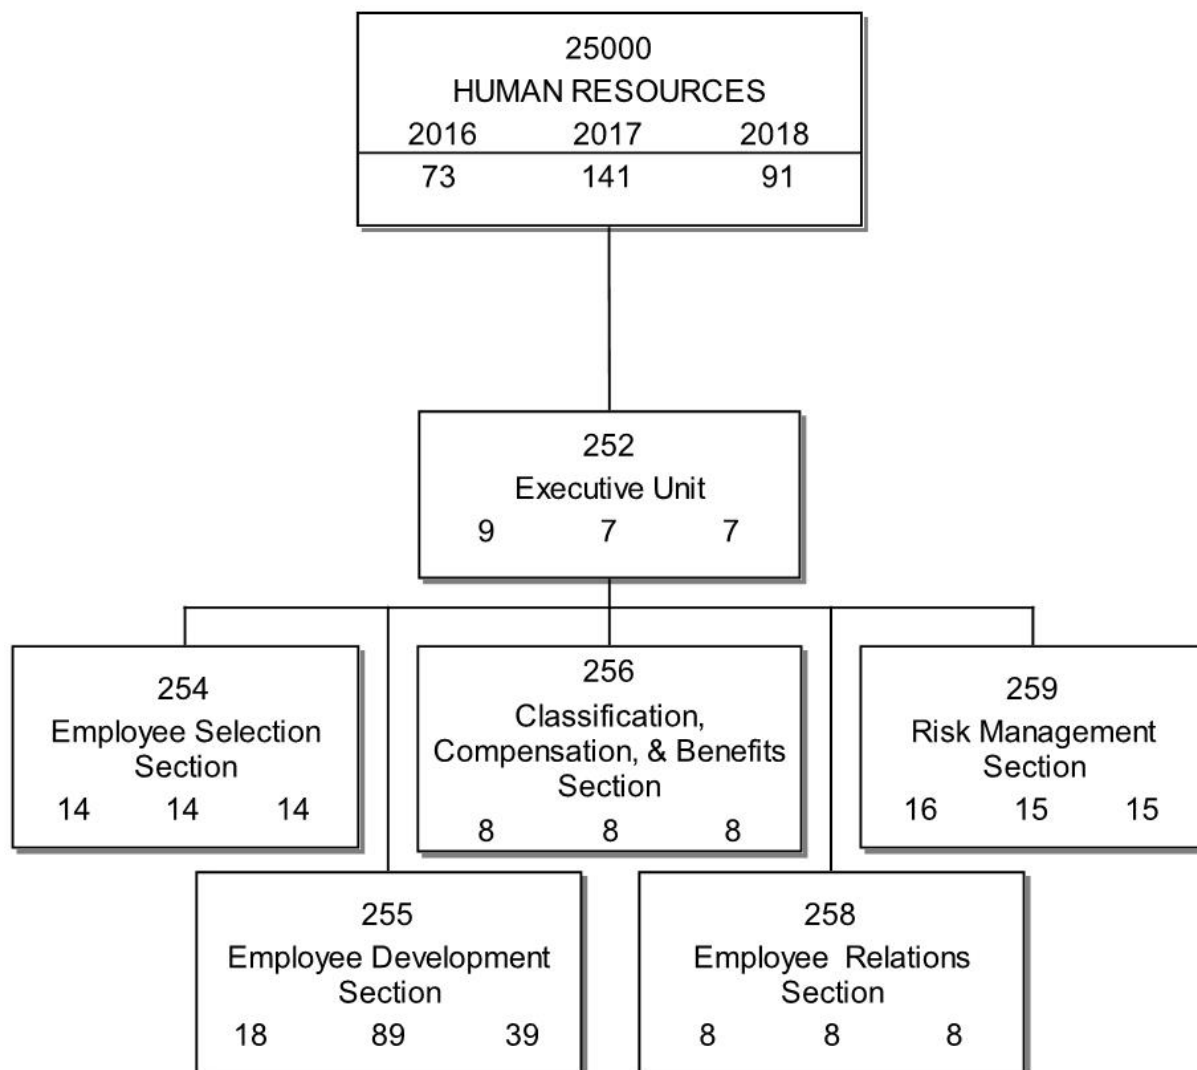 25000
HUMAN RESOURCES
2016 2017 2018
73 141 91
252
Executive Unit
9 7 7
254
Employee Selection
Section
14 14 14
256
Classification,
Compensation, & Benefits
Section
8 8 8
259
Risk Management
Section
16 15 15
255
Employee Development
Section
18 89 39
258
Employee Relations
Section
8 8 8